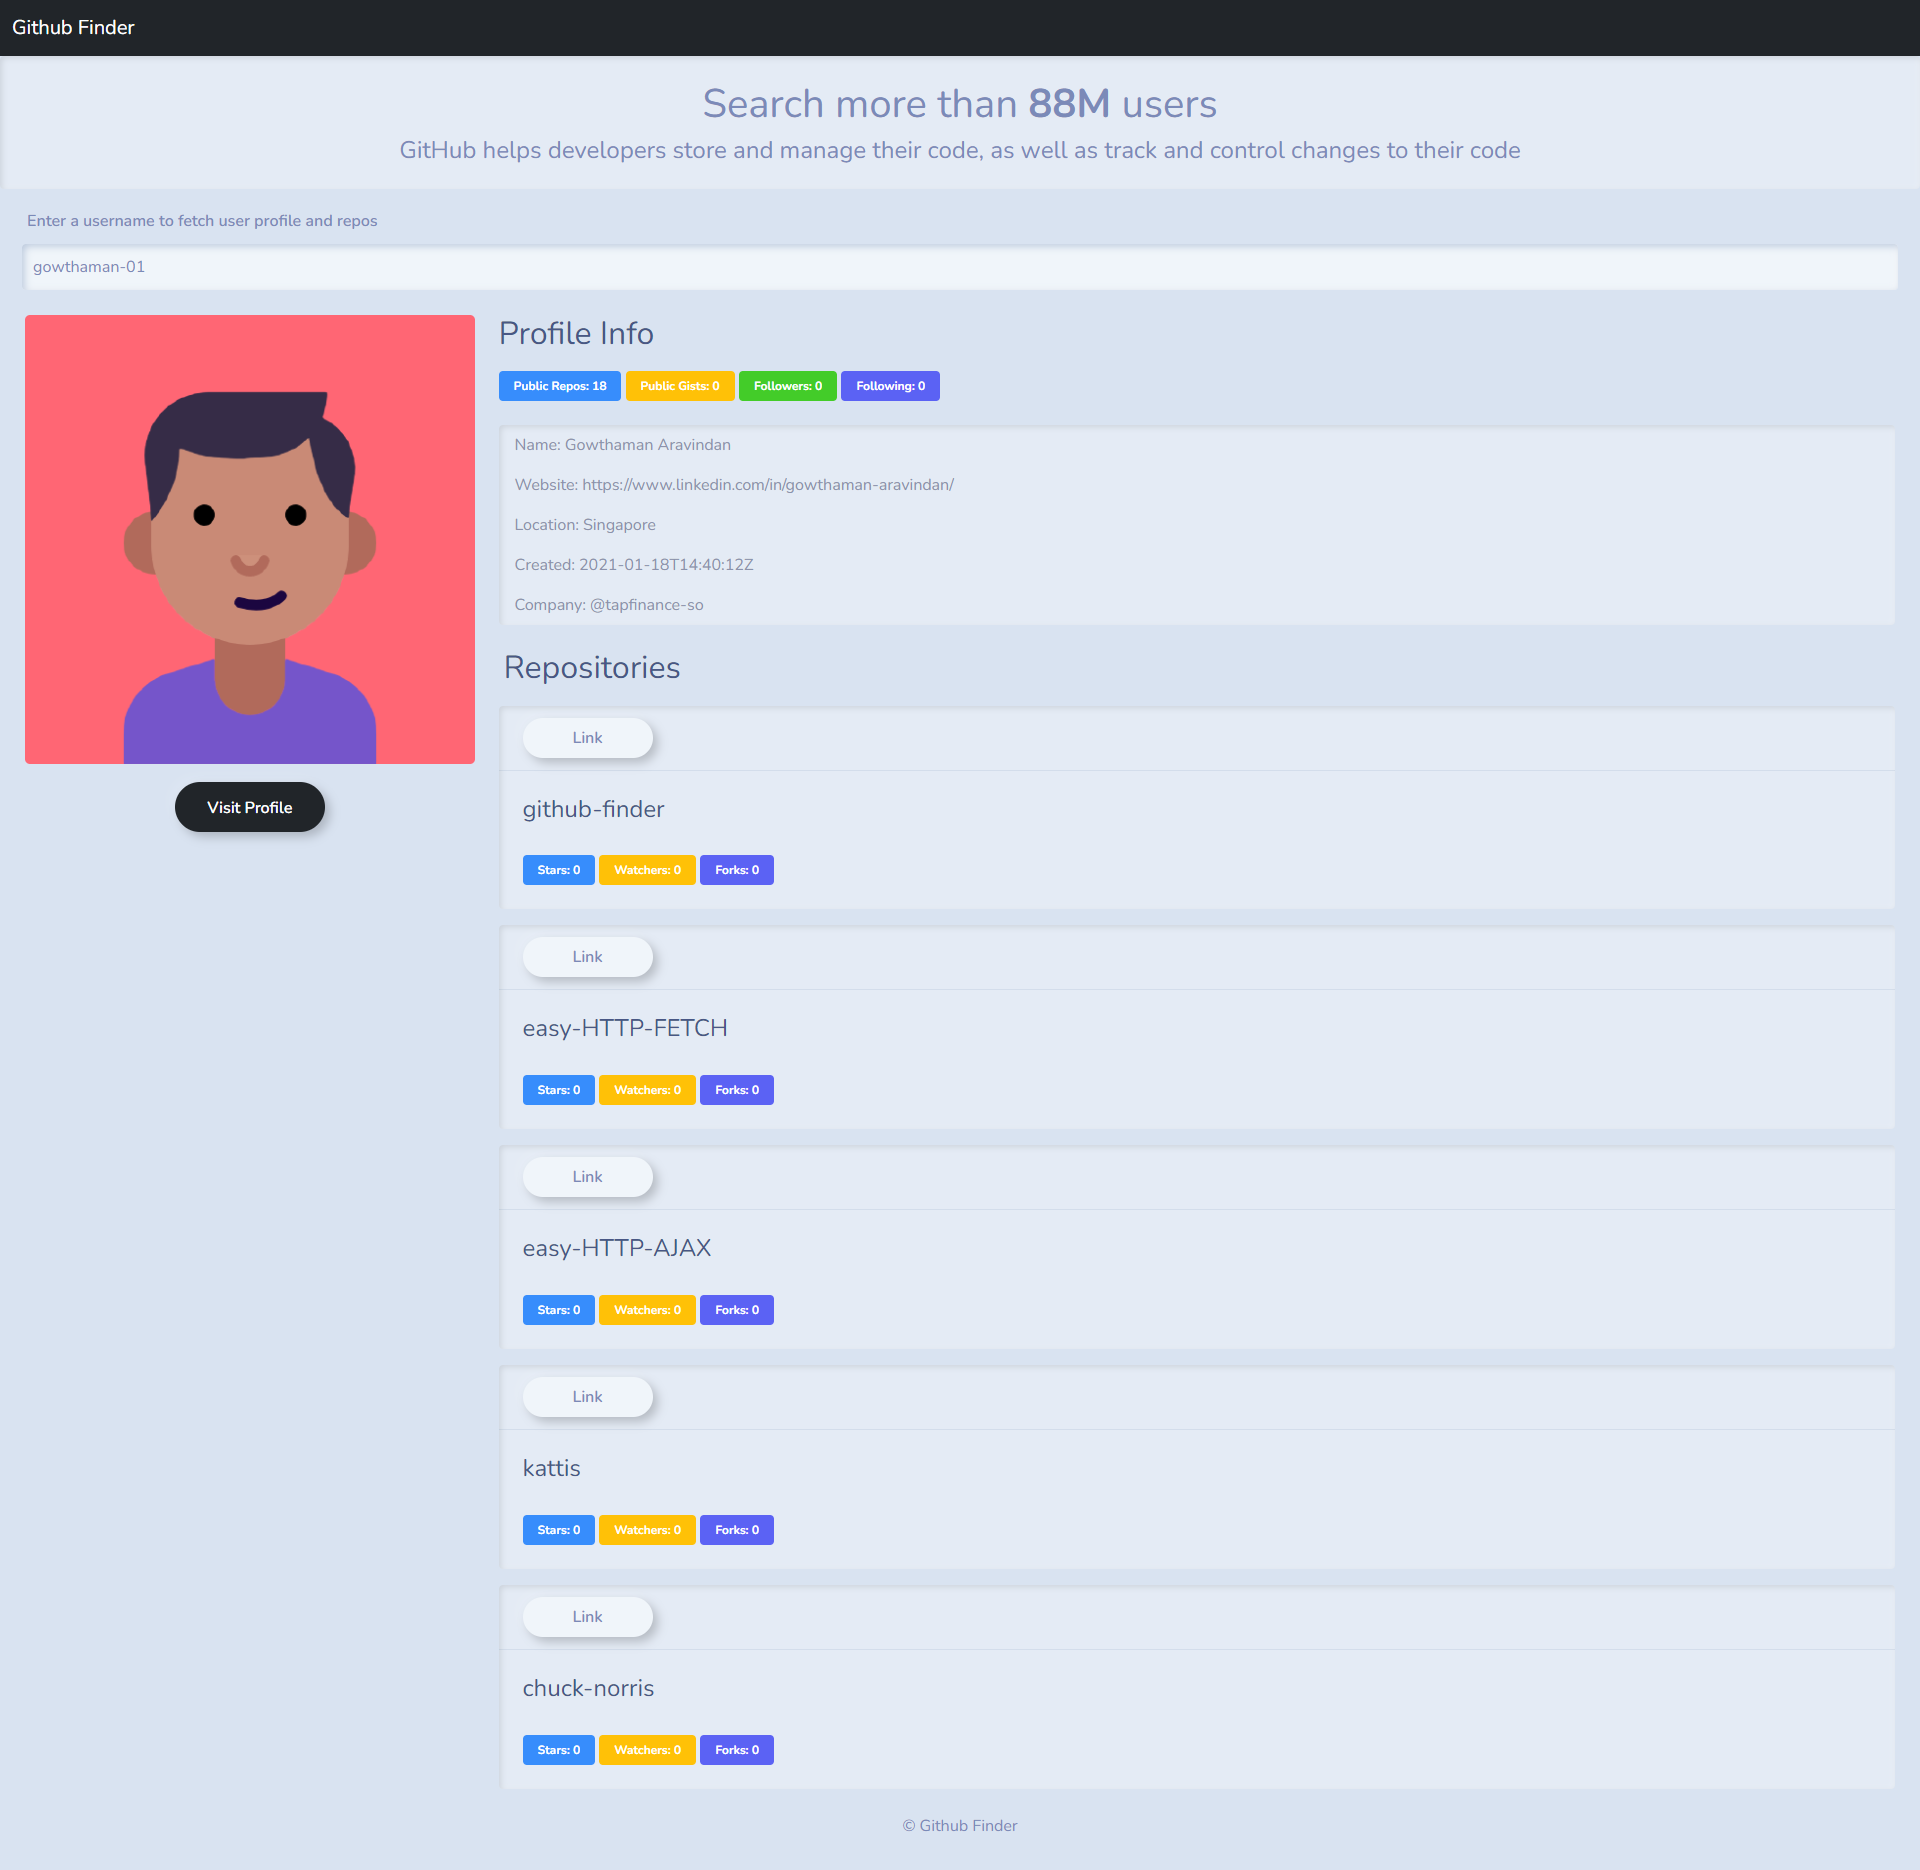 Github Finder
Search more than 88M users
GitHub helps developers store and manage their code, as well as track and control changes to their code
Enter a username to fetch user profile and repos
gowthaman-01
Profile Info
Public Repos: 18 Public Gists: 0 Followers: 0 Following: 0
Name: Gowthaman Aravindan
Website: https://www.linkedin.com/in/gowthaman-aravindan/
Location: Singapore
Created: 2021-01-18T14:40:12Z
Company: @tapfinance-so
Visit Profile
Repositories
Link
github-finder
Stars: 0 Watchers: 0 Forks: 0
Link
easy-HTTP-FETCH
Stars: 0 Watchers: 0 Forks: 0
Link
easy-HTTP-AJAX
Stars: 0 Watchers: 0 Forks: 0
Link
kattis
Stars: 0 Watchers: 0 Forks: 0
Link
chuck-norris
Stars: 0 Watchers: 0 Forks: 0
© Github Finder